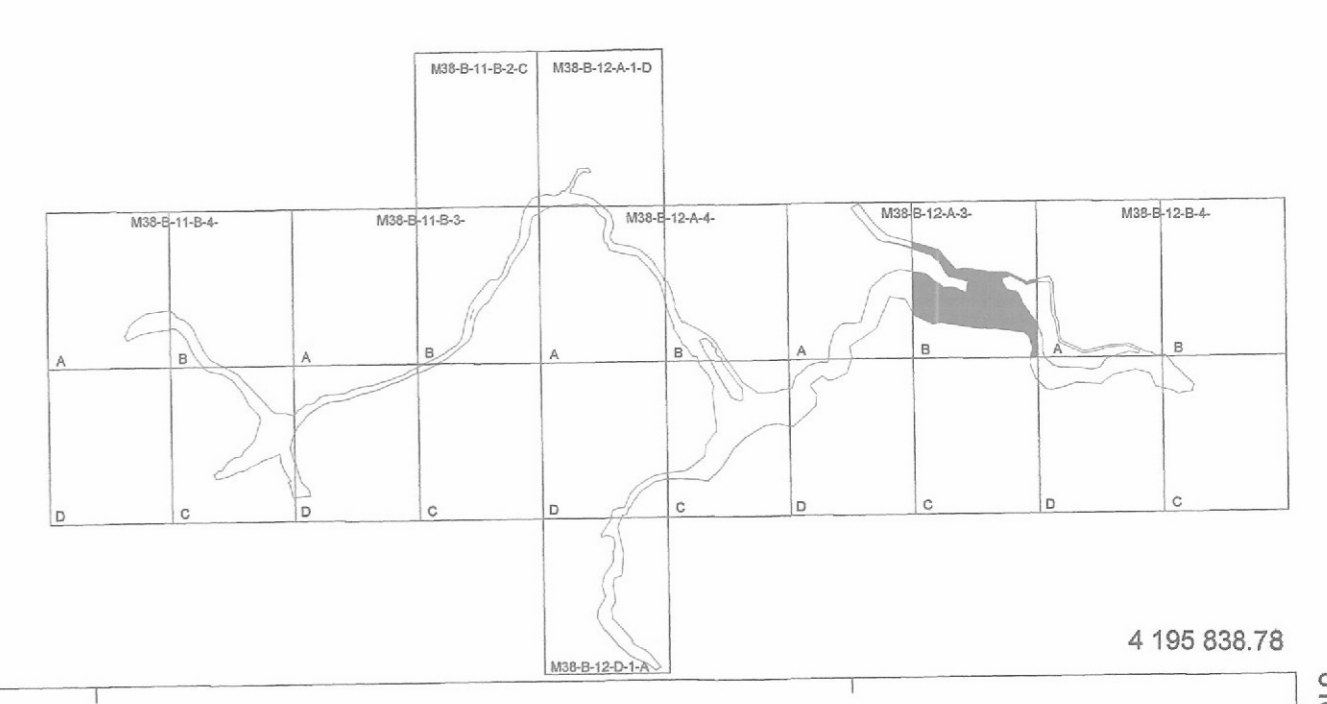 M38-B-11-B-2-C M38-B-12-A-1-D
M38-B-11-B-4- M38-B-11-B-3- M38-B-12-A-4- M38-B-12-A-3- M38-B-12-B-4-
A B A B A B A B A B
D C D C D C D C D C
4 195 838.78
M38-B-12-D-1-A